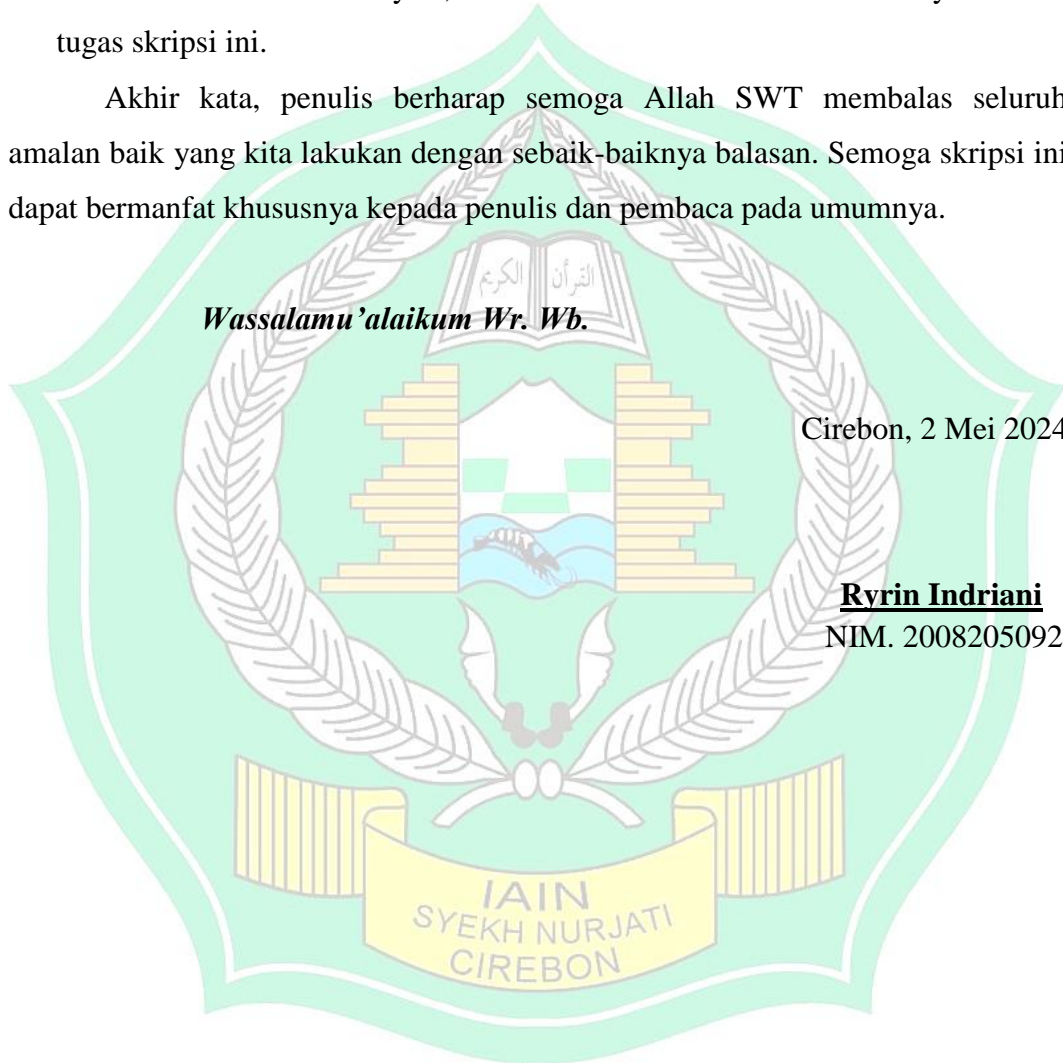 tugas skripsi ini.
Akhir kata, penulis berharap semoga Allah SWT membalas seluruh
amalan baik yang kita lakukan dengan sebaik-baiknya balasan. Semoga skripsi ini
dapat bermanfat khususnya kepada penulis dan pembaca pada umumnya.
القرأن الكريم
Wassalamu’alaikum Wr. Wb.
Cirebon, 2 Mei 2024
Ryrin Indriani
NIM. 2008205092
IAIN
SYEKH NURJATI
CIREBON